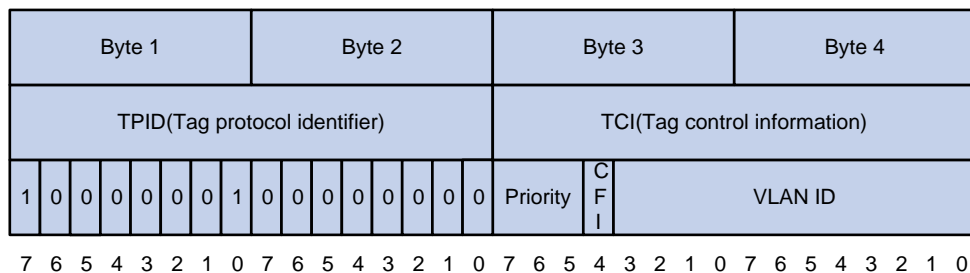 Byte 1 Byte 2 Byte 3 Byte 4
TPID(Tag protocol identifier) TCI(Tag control information)
1 0 0 0 0 0 0 1 0 0 0 0 0 0 0 0 Priority CFI VLAN ID
7 6 5 4 3 2 1 0 7 6 5 4 3 2 1 0 7 6 5 4 3 2 1 0 7 6 5 4 3 2 1 0